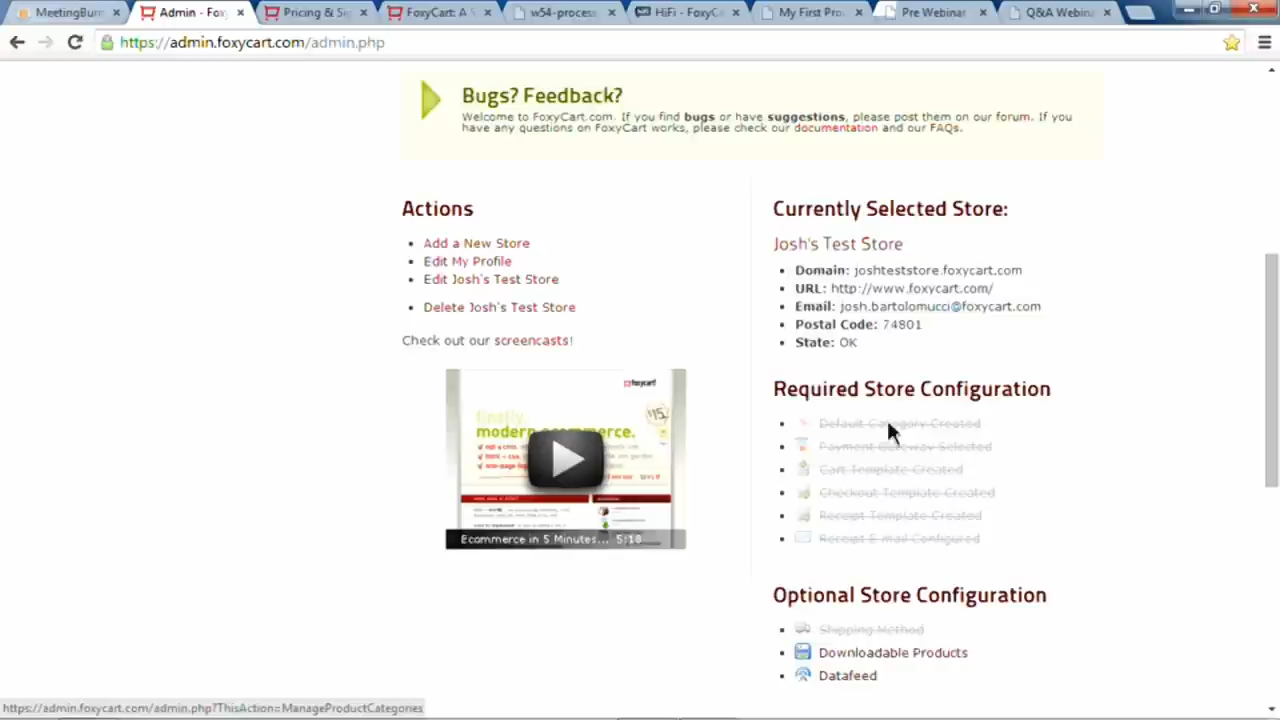 MeetingBurn
Admin - Fox
Pricing & Si
FoxyCart: A S
w54-process
HiFi - FoxyCa
My First Pro
Pre Webinar
Q&A Webina
https://admin.foxycart.com/admin.php
Bugs? Feedback?
Welcome to FoxyCart.com. If you find bugs or have suggestions, please post them on our forum. If you
have any questions on FoxyCart works, please check our documentation and our FAQs.
Actions
Add a New Store
Edit My Profile
Edit Josh's Test Store
Delete Josh's Test Store
Check out our screencasts!
foxycart!
finally.
modern ecommerce.
$15
Ecommerce in 5 Minutes... 5:18
Currently Selected Store:
Josh's Test Store
Domain: joshteststore.foxycart.com
URL: http://www.foxycart.com/
Email: josh.bartolomucci@foxycart.com
Postal Code: 74801
State: OK
Required Store Configuration
Default Category Created
Payment Gateway Selected
Cart Template Created
Checkout Template Created
Receipt Template Created
Receipt E-mail Configured
Optional Store Configuration
Shipping Method
Downloadable Products
Datafeed
https://admin.foxycart.com/admin.php?ThisAction=ManageProductCategories